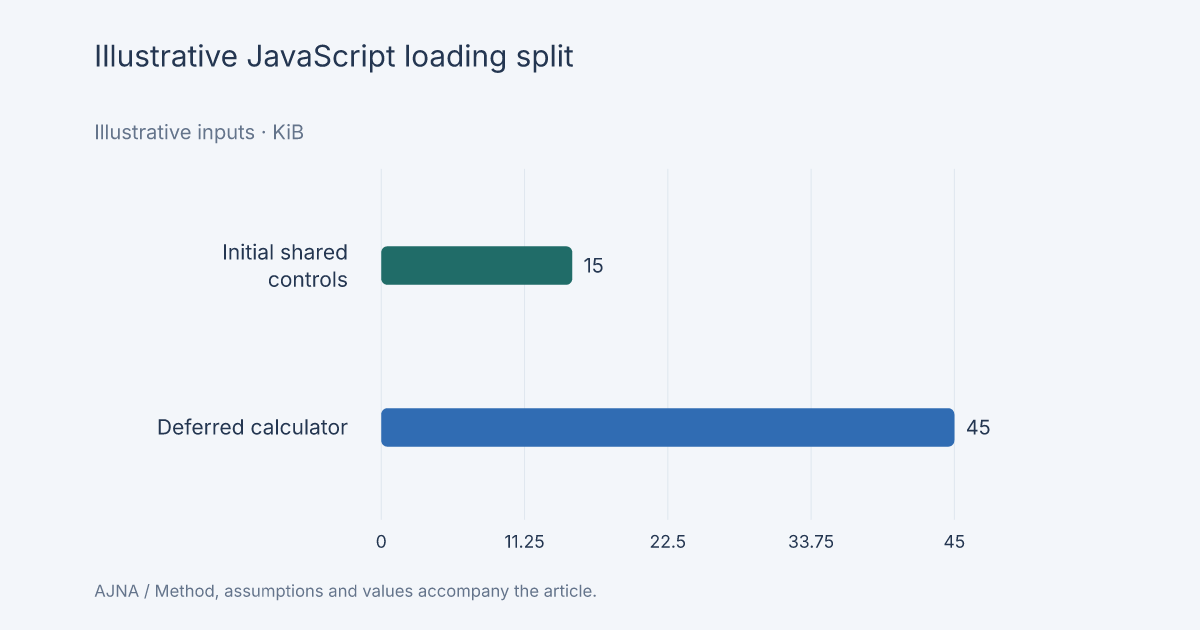 Illustrative JavaScript loading split
Illustrative inputs · KiB
Initial shared
controls
15
Deferred calculator
45
0
11.25
22.5
33.75
45
AJNA / Method, assumptions and values accompany the article.